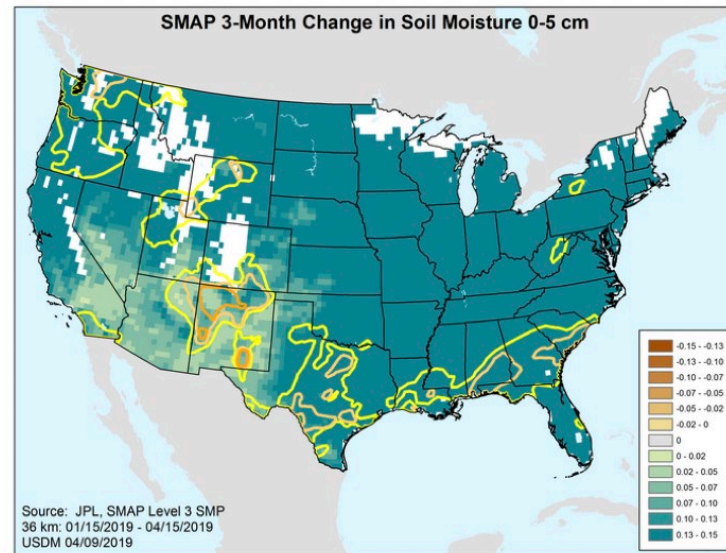 SMAP 3-Month Change in Soil Moisture 0-5 cm
-0.15 - -0.13
-0.13 - -0.10
-0.10 - -0.07
-0.07 - -0.05
-0.05 - -0.02
-0.02 - 0
0
0 - 0.02
0.02 - 0.05
0.05 - 0.07
0.07 - 0.10
0.10 - 0.13
0.13 - 0.15
Source: JPL, SMAP Level 3 SMP
36 km: 01/15/2019 - 04/15/2019
USDM 04/09/2019